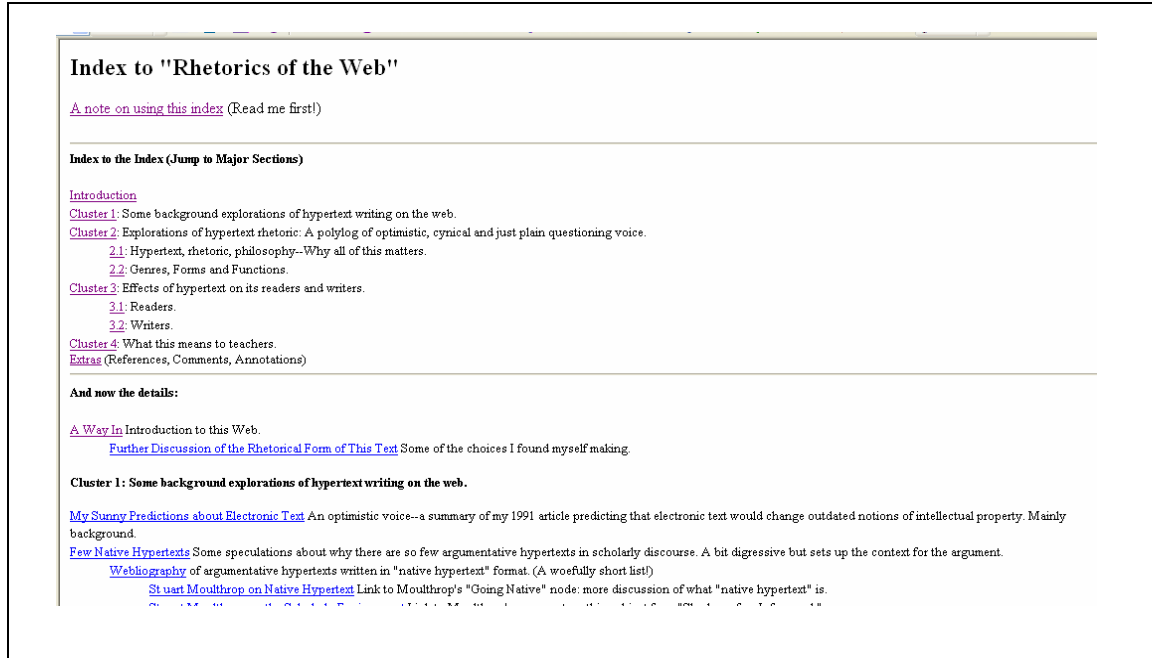 Index to "Rhetorics of the Web"
A note on using this index (Read me first!)
Index to the Index (Jump to Major Sections)
Introduction
Cluster 1: Some background explorations of hypertext writing on the web.
Cluster 2: Explorations of hypertext rhetoric: A polylog of optimistic, cynical and just plain questioning voice.
2.1: Hypertext, rhetoric, philosophy--Why all of this matters.
2.2: Genres, Forms and Functions.
Cluster 3: Effects of hypertext on its readers and writers.
3.1: Readers.
3.2: Writers.
Cluster 4: What this means to teachers.
Extras (References, Comments, Annotations)
And now the details:
A Way In Introduction to this Web.
Further Discussion of the Rhetorical Form of This Text Some of the choices I found myself making.
Cluster 1: Some background explorations of hypertext writing on the web.
My Sunny Predictions about Electronic Text An optimistic voice--a summary of my 1991 article predicting that electronic text would change outdated notions of intellectual property. Mainly
background.
Few Native Hypertexts Some speculations about why there are so few argumentative hypertexts in scholarly discourse. A bit digressive but sets up the context for the argument.
Webliography of argumentative hypertexts written in "native hypertext" format. (A woefully short list!)
St uart Moulthrop on Native Hypertext Link to Moulthrop's "Going Native" node: more discussion of what "native hypertext" is.